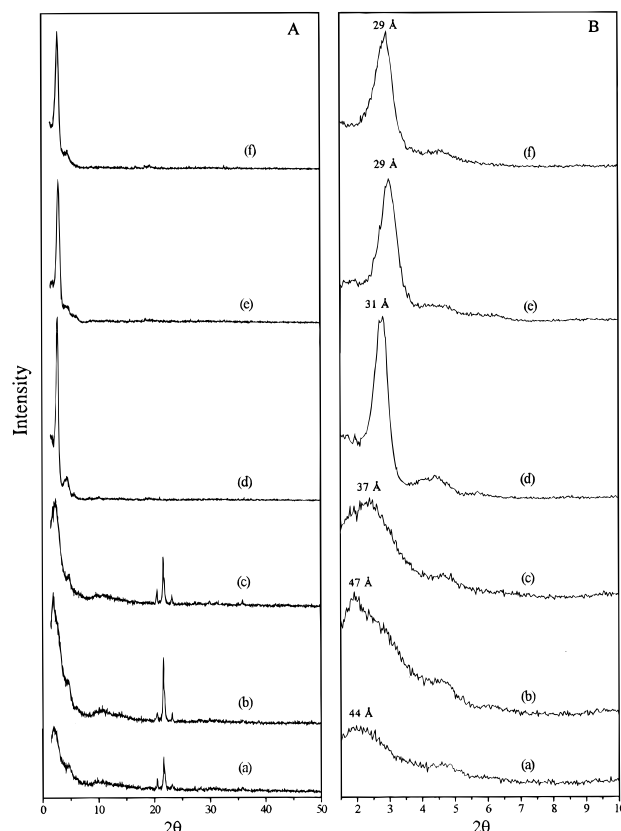 A
B
29 Å
(f)
(f)
29 Å
(e)
(e)
31 Å
(d)
(d)
37 Å
(c)
(c)
47 Å
(b)
(b)
44 Å
(a)
(a)
Intensity
0 10 20 30 40 50
2 3 4 5 6 7 8 9
2θ
2θ